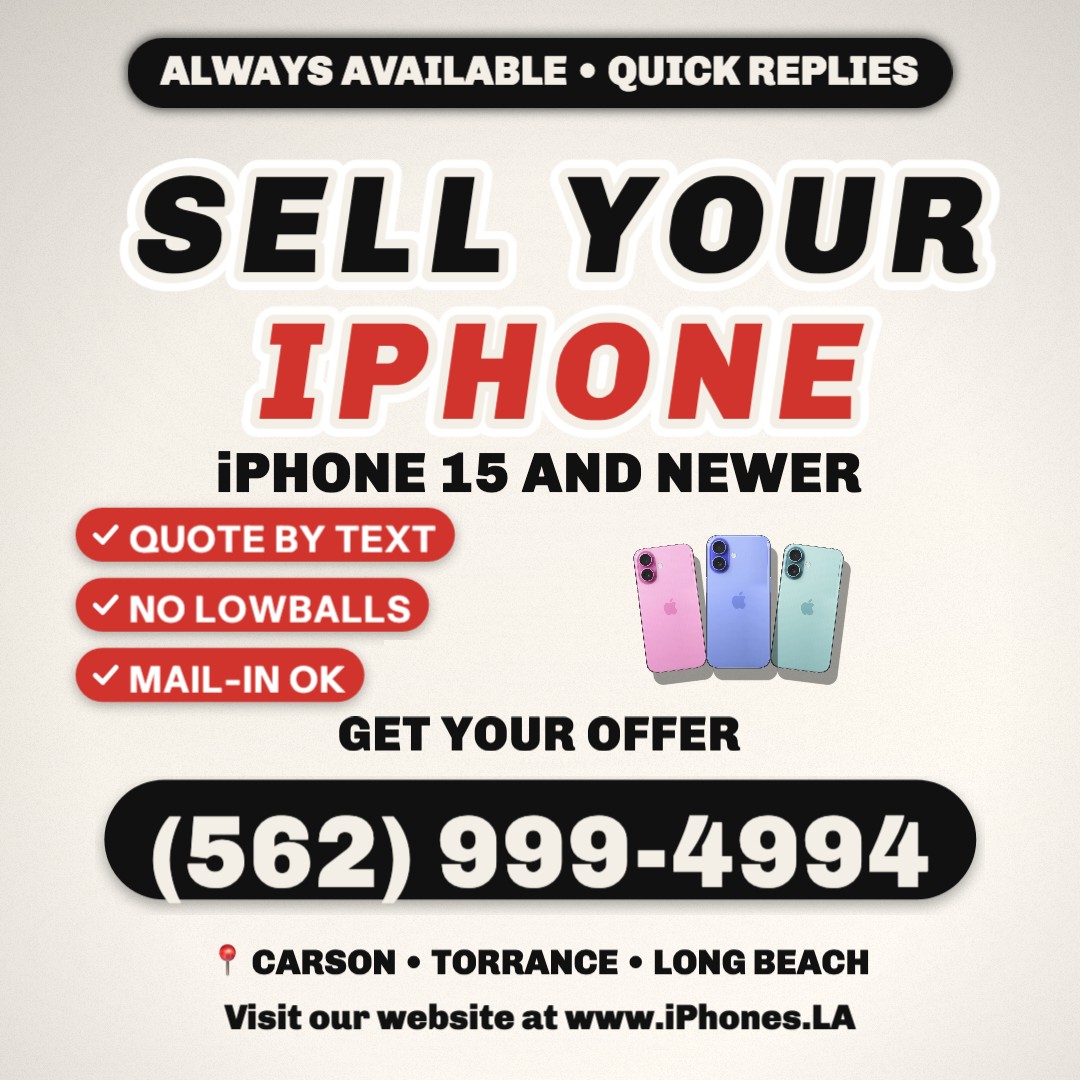 ALWAYS AVAILABLE • QUICK REPLIES
SELL YOUR
IPHONE
iPHONE 15 AND NEWER
✓ QUOTE BY TEXT
✓ NO LOWBALLS
✓ MAIL-IN OK
GET YOUR OFFER
(562) 999-4994
📍 CARSON • TORRANCE • LONG BEACH
Visit our website at www.iPhones.LA